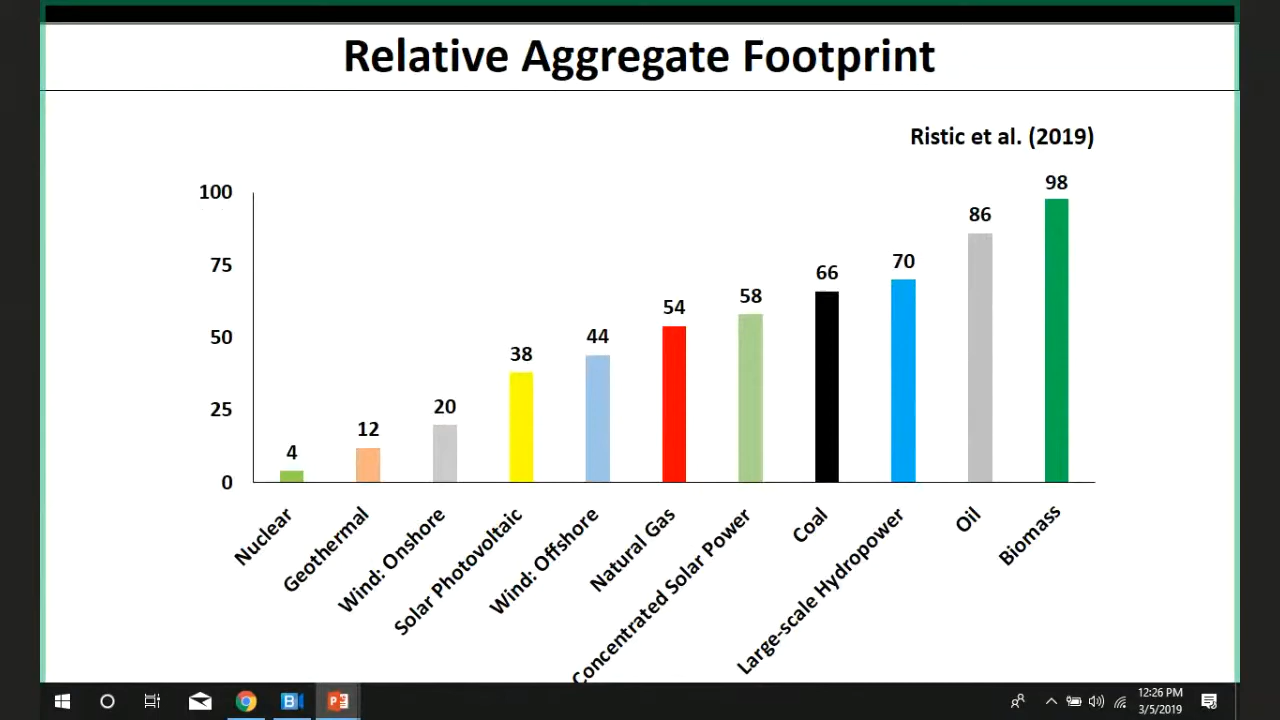 Relative Aggregate Footprint
Ristic et al. (2019)
100
75
50
25
0
4
12
20
38
44
54
58
66
70
86
98
Nuclear
Geothermal
Wind: Onshore
Solar Photovoltaic
Wind: Offshore
Natural Gas
Concentrated Solar Power
Coal
Large-scale Hydropower
Oil
Biomass
B
P
12:26 PM
3/5/2019